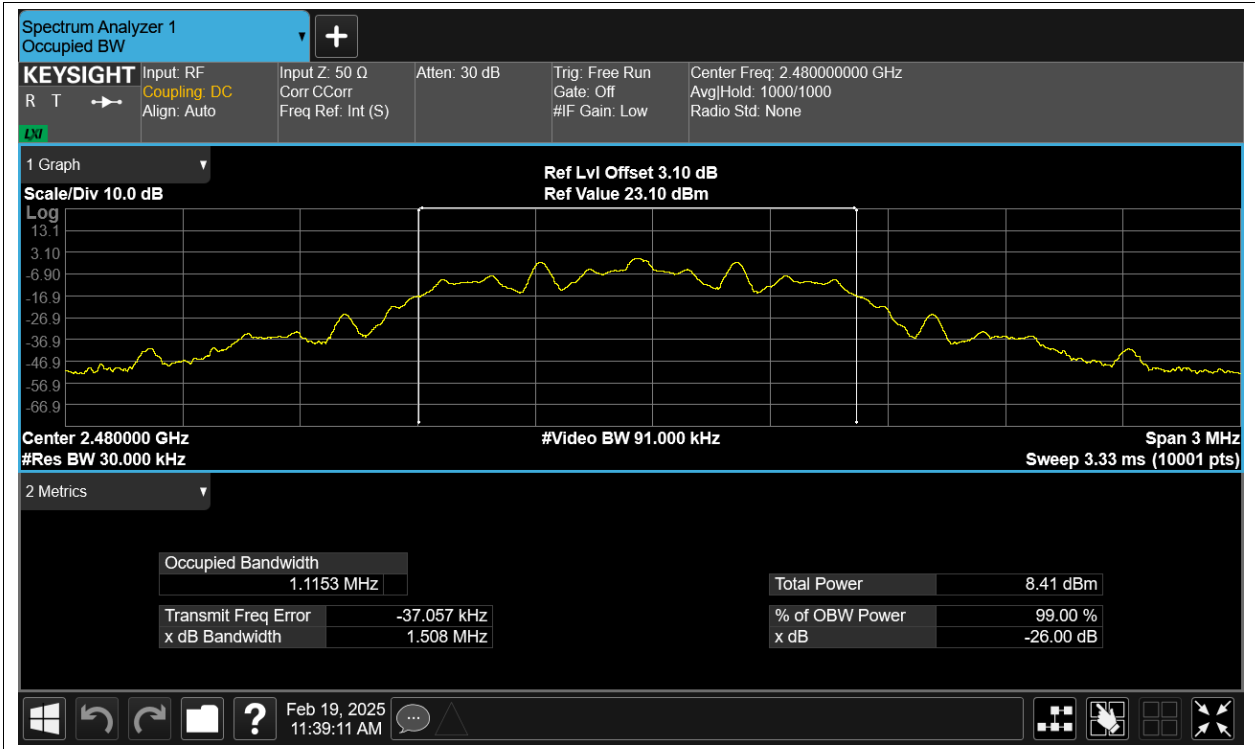 Spectrum Analyzer 1
Occupied BW
KEYSIGHT
R T
LXI
Input: RF
Coupling: DC
Align: Auto
Input Z: 50 Ω
Corr CCorr
Freq Ref: Int (S)
Atten: 30 dB
Trig: Free Run
Gate: Off
#IF Gain: Low
Center Freq: 2.480000000 GHz
Avg|Hold: 1000/1000
Radio Std: None
1 Graph
Scale/Div 10.0 dB
Ref Lvl Offset 3.10 dB
Ref Value 23.10 dBm
Log
13.1
3.10
-6.90
-16.9
-26.9
-36.9
-46.9
-56.9
-66.9
Center 2.480000 GHz
#Res BW 30.000 kHz
#Video BW 91.000 kHz
Span 3 MHz
Sweep 3.33 ms (10001 pts)
2 Metrics
Occupied Bandwidth
1.1153 MHz
Transmit Freq Error -37.057 kHz
x dB Bandwidth 1.508 MHz
Total Power 8.41 dBm
% of OBW Power 99.00 %
x dB -26.00 dB
?
Feb 19, 2025
11:39:11 AM